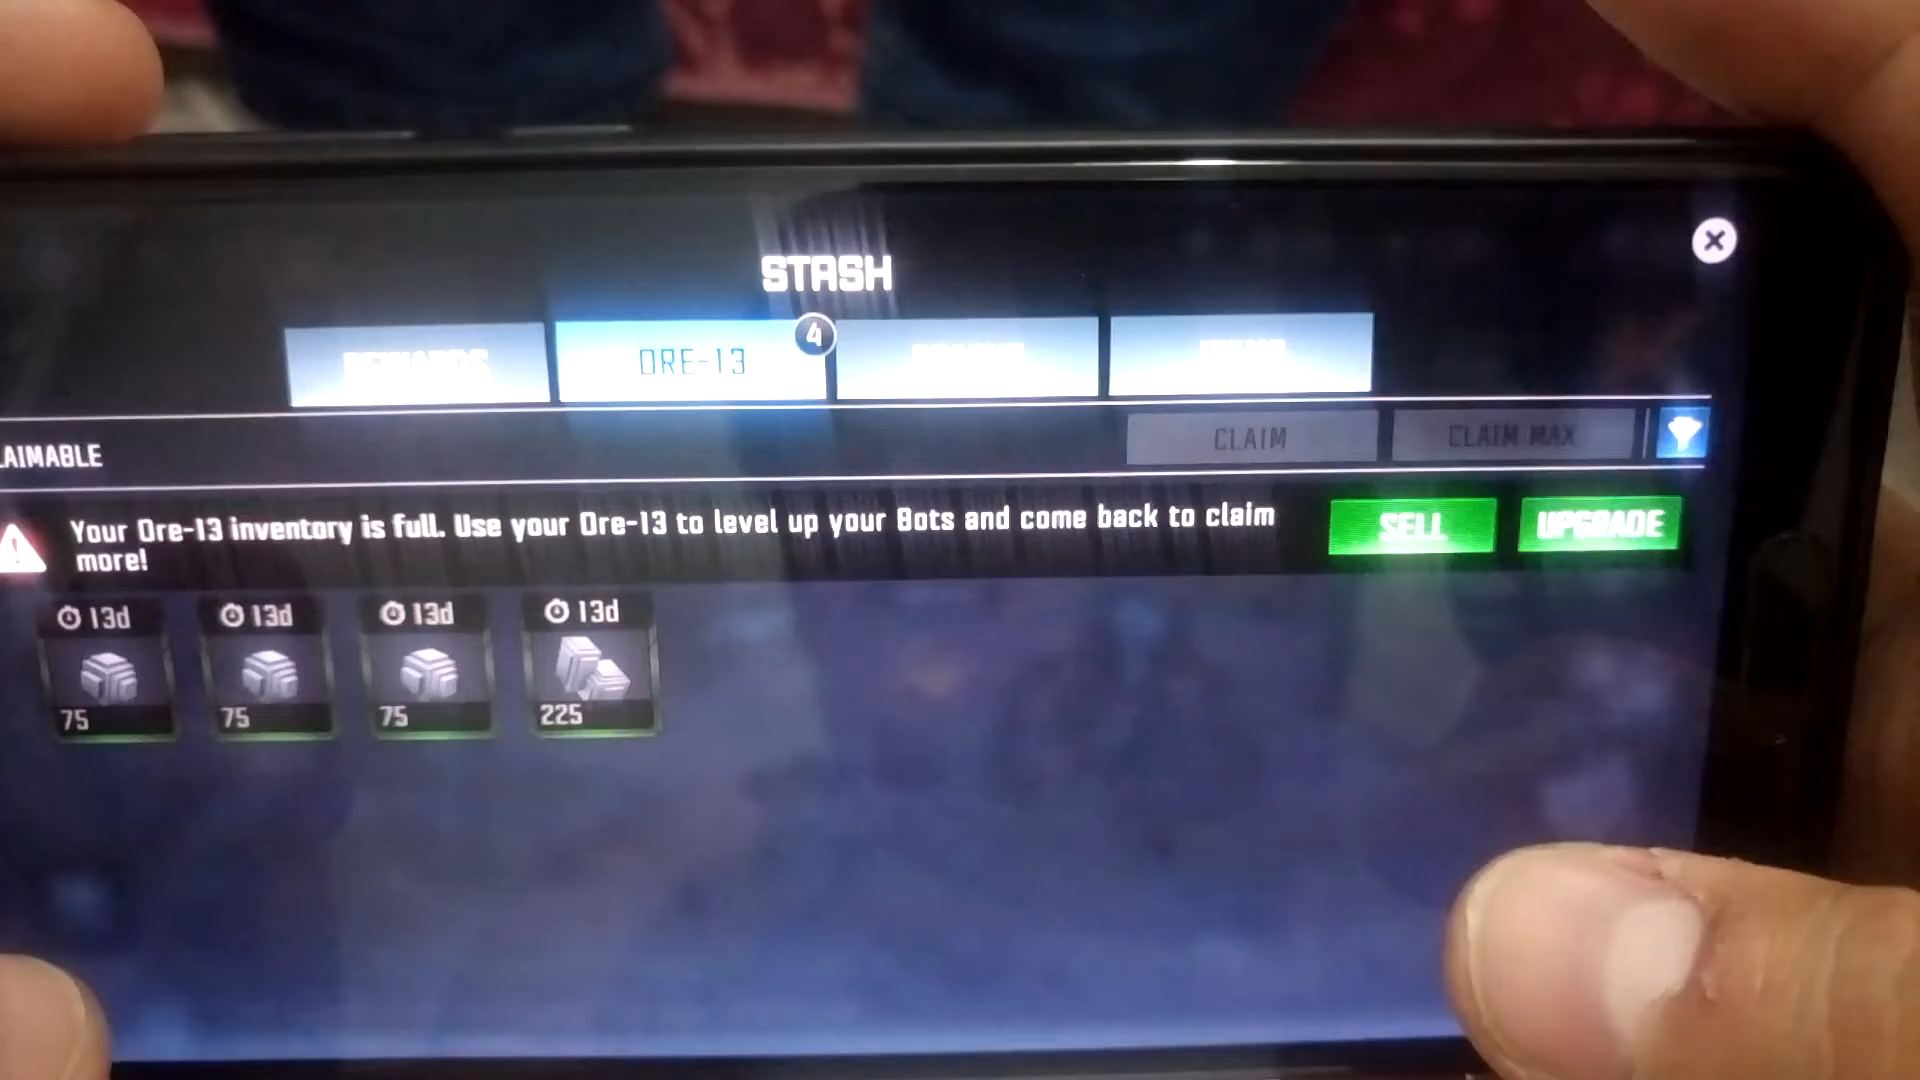 STASH
ORE-13
4
LAIMABLE
CLAIM
CLAIM MAX
Your Ore-13 inventory is full. Use your Ore-13 to level up your Bots and come back to claim
more!
SELL
UPGRADE
13d
13d
13d
13d
75
75
75
225